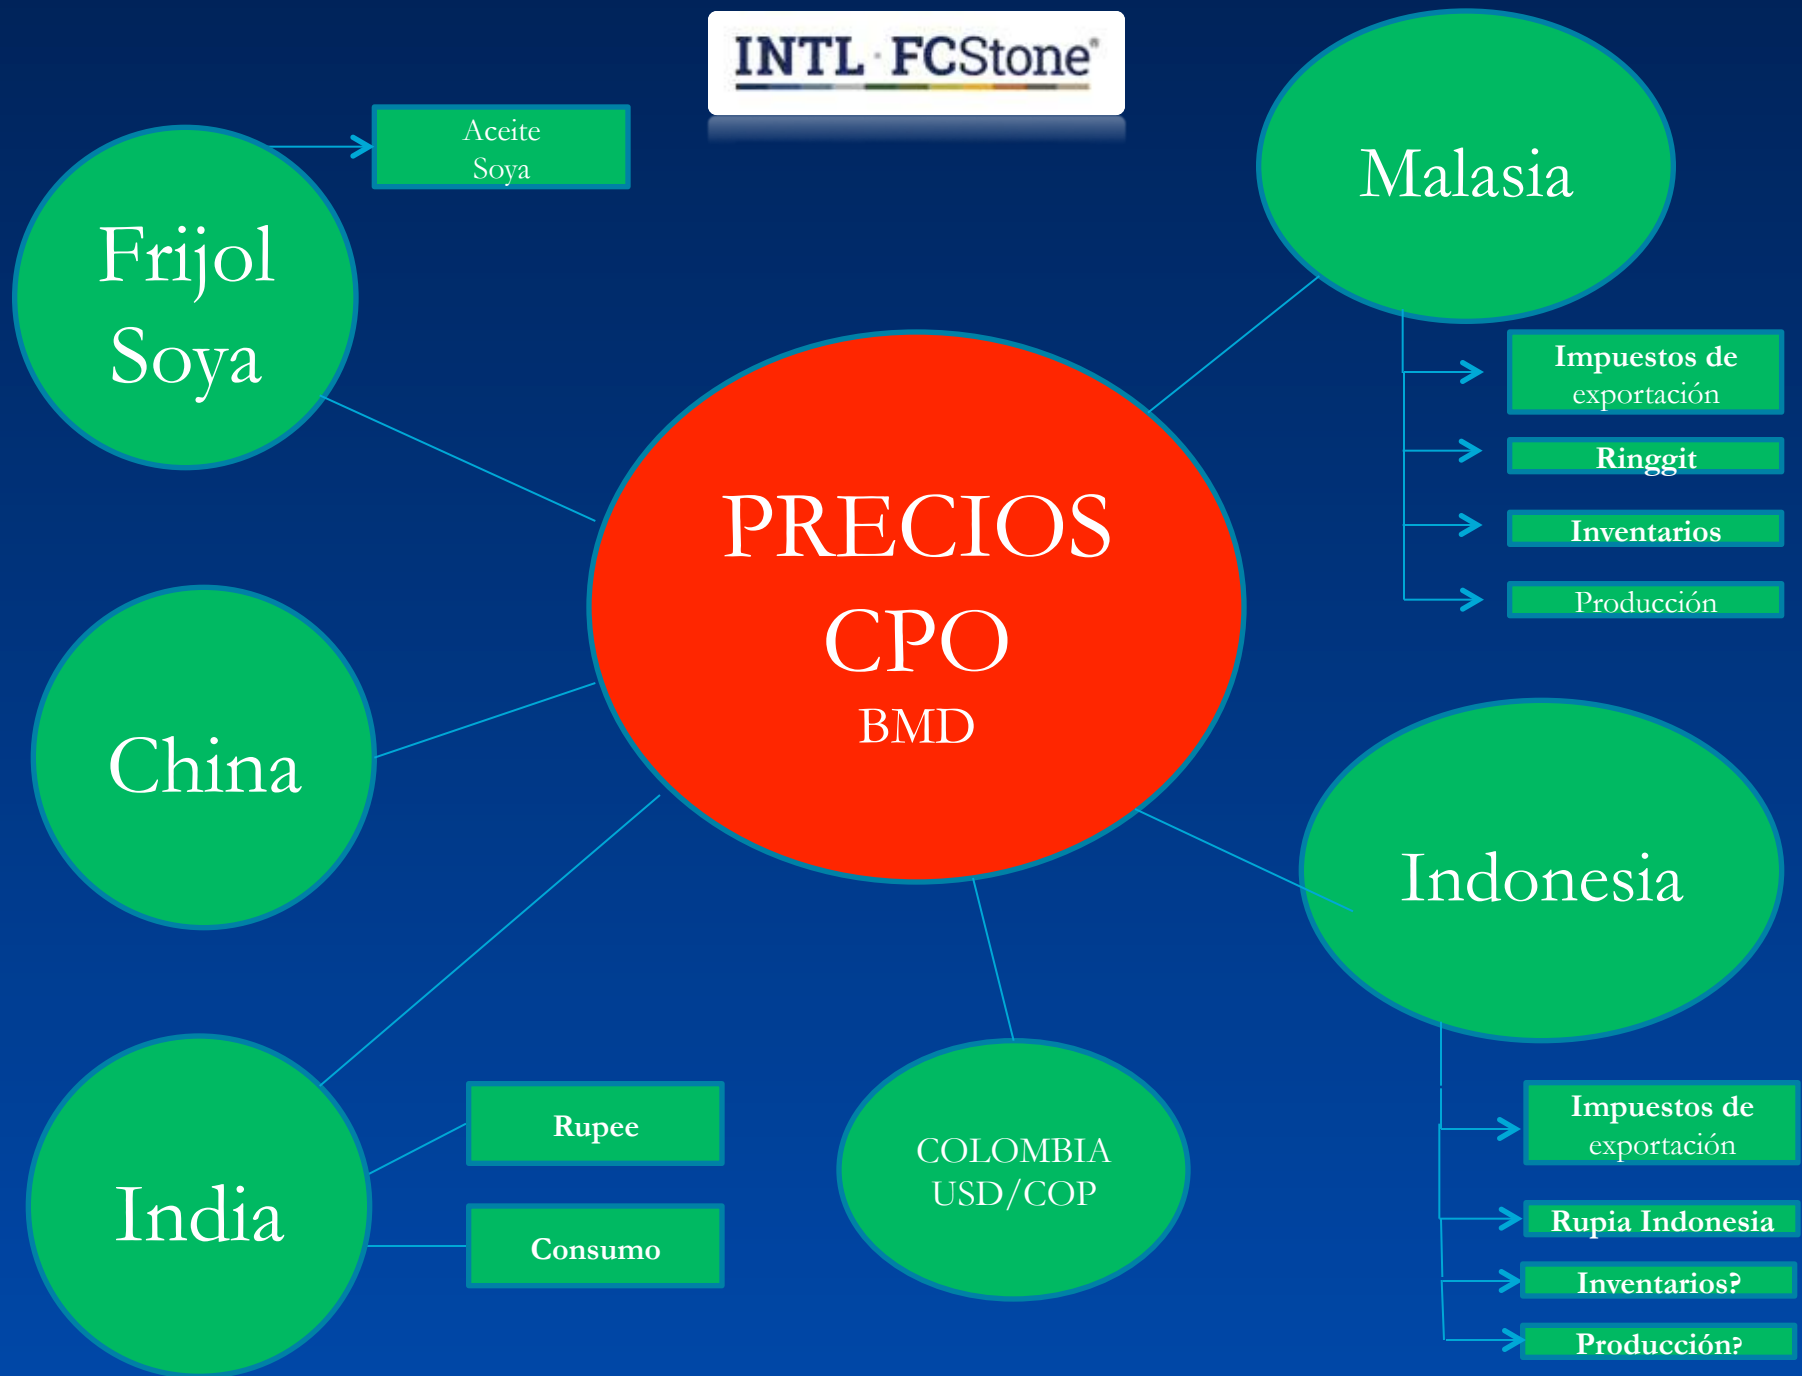 INTL FCStone®
Aceite
Soya
Frijol
Soya
Malasia
Impuestos de
exportación
Ringgit
Inventarios
Producción
PRECIOS
CPO
BMD
China
Indonesia
India
Rupee
Consumo
COLOMBIA
USD/COP
Impuestos de
exportación
Rupia Indonesia
Inventarios?
Producción?